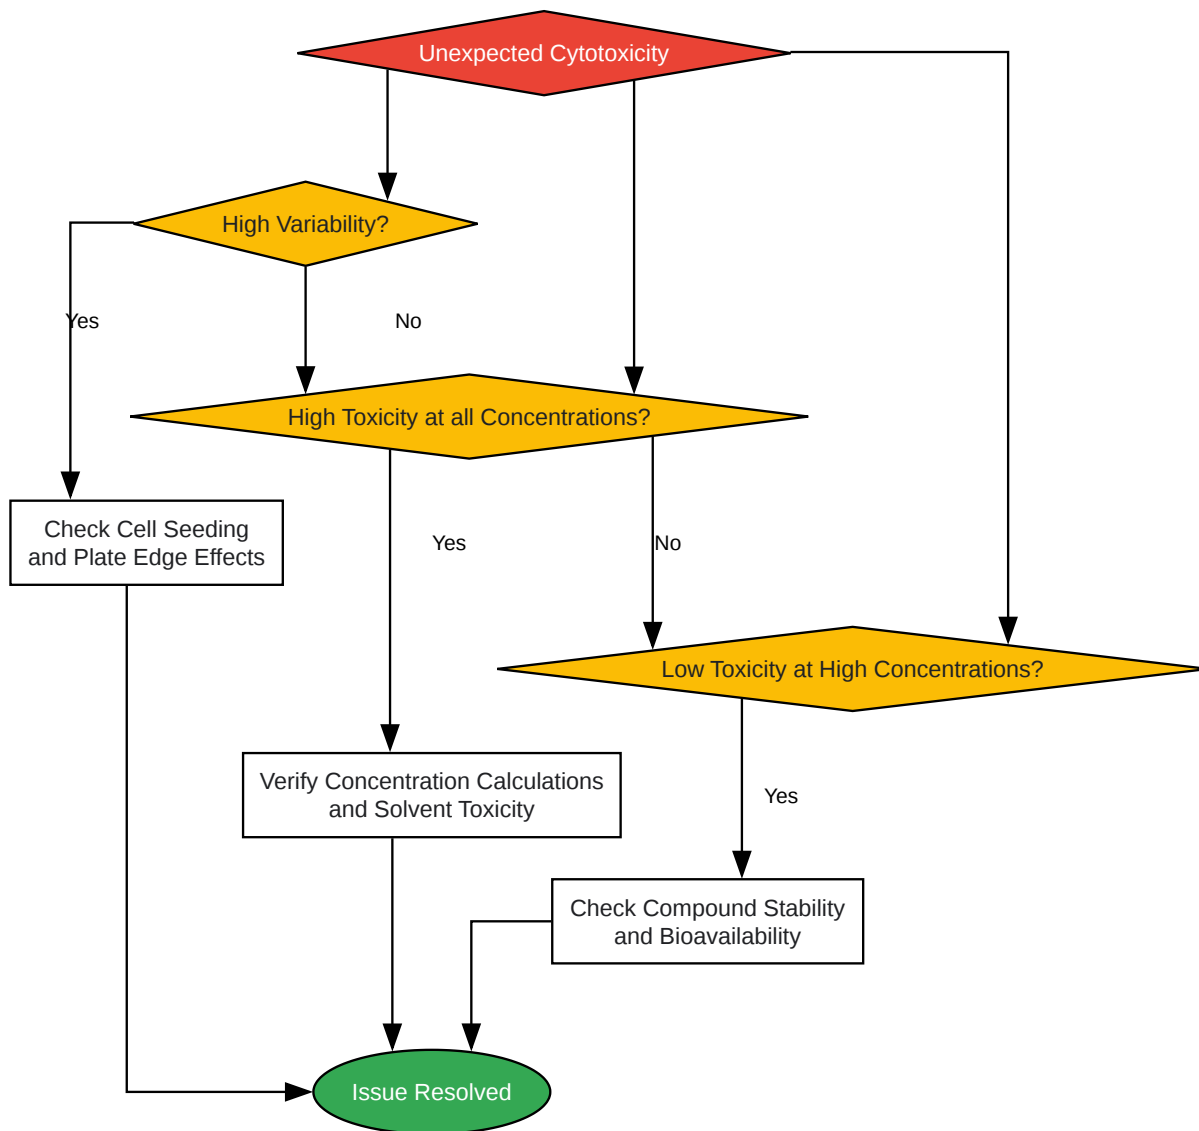 Unexpected Cytotoxicity
High Variability?
Yes
No
High Toxicity at all Concentrations?
Check Cell Seeding
and Plate Edge Effects
Yes
No
Low Toxicity at High Concentrations?
Verify Concentration Calculations
and Solvent Toxicity
Yes
Check Compound Stability
and Bioavailability
Issue Resolved